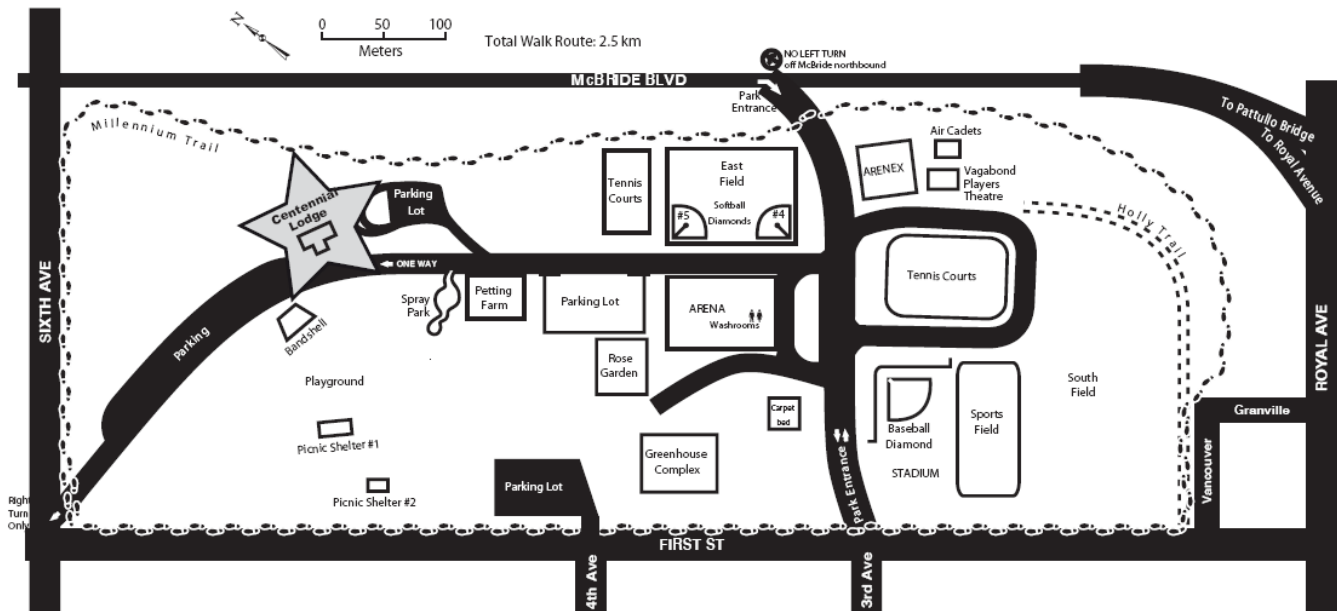 N
0 50 100
Meters
Total Walk Route: 2.5 km
NO LEFT TURN
off McBride northbound
McBRIDE BLVD
Park
Entrance
To Pattullo Bridge
To Royal Avenue
Millennium Trail
Air Cadets
ARENEX
Vagabond
Players
Theatre
East
Field
Softball
Diamonds
#5
#4
Tennis
Courts
Parking
Lot
Centennial
Lodge
Holly Trail
ONE WAY
Tennis Courts
Spray
Park
Petting
Farm
Parking Lot
ARENA
Washrooms
SIXTH AVE
ROYAL AVE
Parking
Bandshell
Rose
Garden
Playground
South
Field
Carpet
bed
Baseball
Diamond
Sports
Field
Granville
Picnic Shelter #1
Greenhouse
Complex
STADIUM
Park Entrance
Vancouver
Parking Lot
Picnic Shelter #2
Right
Turn
Only
FIRST ST
4th Ave
3rd Ave